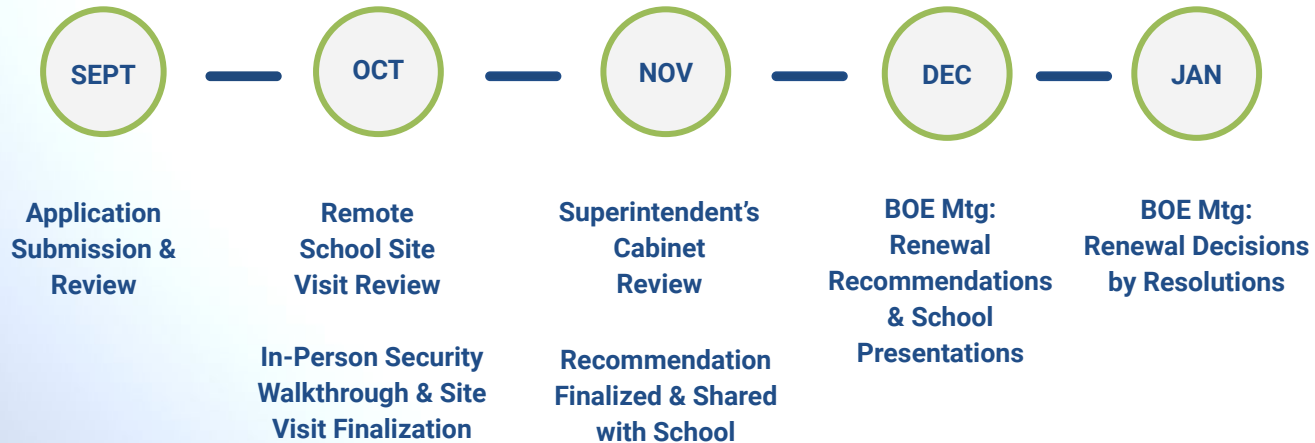 SEPT
OCT
NOV
DEC
JAN
Application
Submission &
Review
Remote
School Site
Visit Review
In-Person Security
Walkthrough & Site
Visit Finalization
Superintendent’s
Cabinet
Review
Recommendation
Finalized & Shared
with School
BOE Mtg:
Renewal
Recommendations
& School
Presentations
BOE Mtg:
Renewal Decisions
by Resolutions